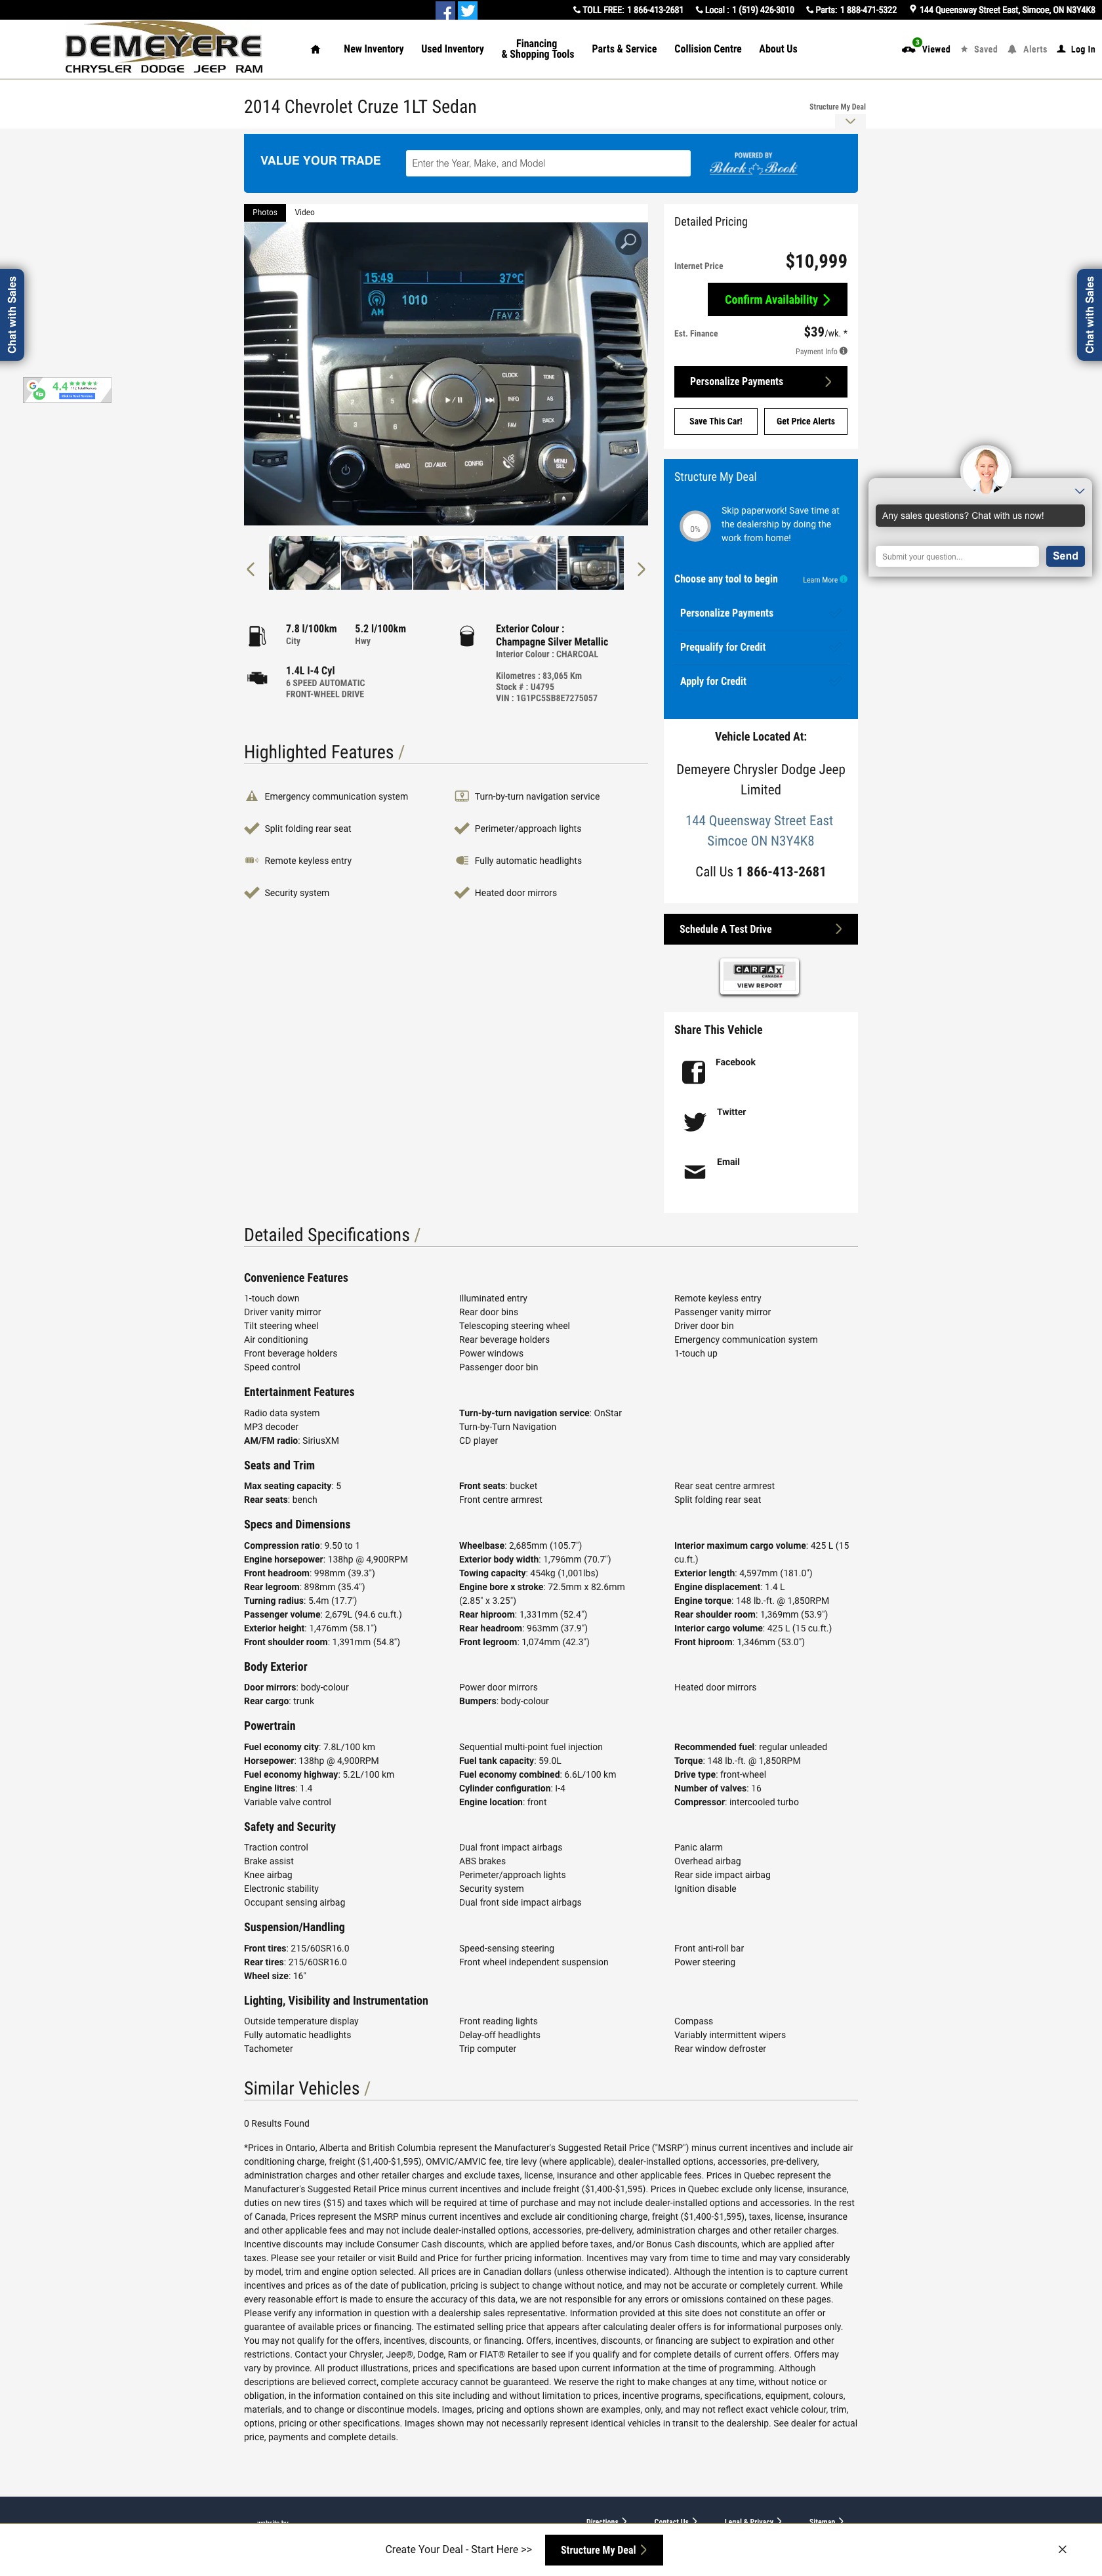 TOLL FREE: 1 866-413-2681 Local : 1 (519) 426-3010 Parts: 1 888-471-5322 144 Queensway Street East, Simcoe, ON N3Y4K8
DEMEYERE
CHRYSLER DODGE JEEP RAM
New Inventory Used Inventory Financing & Shopping Tools Parts & Service Collision Centre About Us
3 Viewed Saved Alerts Log In
2014 Chevrolet Cruze 1LT Sedan
Structure My Deal
VALUE YOUR TRADE
Enter the Year, Make, and Model
POWERED BY
Black Book
Photos Video
15:49 37°C
AM 1010
FAV 2
CLOCK TONE
INFO AS
FAV BACK
3 6
4
BAND CD/AUX CONFIG MENU SEL
Chat with Sales
Chat with Sales
4.4
Detailed Pricing
Internet Price $10,999
Confirm Availability
Est. Finance $39/wk. *
Payment Info
Personalize Payments
Save This Car! Get Price Alerts
Structure My Deal
0%
Skip paperwork! Save time at
the dealership by doing the
work from home!
Choose any tool to begin Learn More
Personalize Payments
Prequalify for Credit
Apply for Credit
Any sales questions? Chat with us now!
Submit your question...
Send
7.8 l/100km 5.2 l/100km
City Hwy
1.4L I-4 Cyl
6 SPEED AUTOMATIC
FRONT-WHEEL DRIVE
Exterior Colour :
Champagne Silver Metallic
Interior Colour : CHARCOAL
Kilometres : 83,065 Km
Stock # : U4795
VIN : 1G1PC5SB8E7275057
Vehicle Located At:
Demeyere Chrysler Dodge Jeep
Limited
144 Queensway Street East
Simcoe ON N3Y4K8
Call Us 1 866-413-2681
Schedule A Test Drive
CARFAX
CANADA
VIEW REPORT
Share This Vehicle
Facebook
Twitter
Email
Highlighted Features /
Emergency communication system Turn-by-turn navigation service
Split folding rear seat Perimeter/approach lights
Remote keyless entry Fully automatic headlights
Security system Heated door mirrors
Detailed Specifications /
Convenience Features
1-touch down Illuminated entry Remote keyless entry
Driver vanity mirror Rear door bins Passenger vanity mirror
Tilt steering wheel Telescoping steering wheel Driver door bin
Air conditioning Rear beverage holders Emergency communication system
Front beverage holders Power windows 1-touch up
Speed control Passenger door bin
Entertainment Features
Radio data system Turn-by-turn navigation service: OnStar
MP3 decoder Turn-by-Turn Navigation
AM/FM radio: SiriusXM CD player
Seats and Trim
Max seating capacity: 5 Front seats: bucket Rear seat centre armrest
Rear seats: bench Front centre armrest Split folding rear seat
Specs and Dimensions
Compression ratio: 9.50 to 1 Wheelbase: 2,685mm (105.7") Interior maximum cargo volume: 425 L (15
Engine horsepower: 138hp @ 4,900RPM Exterior body width: 1,796mm (70.7") cu.ft.)
Front headroom: 998mm (39.3") Towing capacity: 454kg (1,001lbs) Exterior length: 4,597mm (181.0")
Rear legroom: 898mm (35.4") Engine bore x stroke: 72.5mm x 82.6mm Engine displacement: 1.4 L
Turning radius: 5.4m (17.7') (2.85" x 3.25") Engine torque: 148 lb.-ft. @ 1,850RPM
Passenger volume: 2,679L (94.6 cu.ft.) Rear hiproom: 1,331mm (52.4") Rear shoulder room: 1,369mm (53.9")
Exterior height: 1,476mm (58.1") Rear headroom: 963mm (37.9") Interior cargo volume: 425 L (15 cu.ft.)
Front shoulder room: 1,391mm (54.8") Front legroom: 1,074mm (42.3") Front hiproom: 1,346mm (53.0")
Body Exterior
Door mirrors: body-colour Power door mirrors Heated door mirrors
Rear cargo: trunk Bumpers: body-colour
Powertrain
Fuel economy city: 7.8L/100 km Sequential multi-point fuel injection Recommended fuel: regular unleaded
Horsepower: 138hp @ 4,900RPM Fuel tank capacity: 59.0L Torque: 148 lb.-ft. @ 1,850RPM
Fuel economy highway: 5.2L/100 km Fuel economy combined: 6.6L/100 km Drive type: front-wheel
Engine litres: 1.4 Cylinder configuration: I-4 Number of valves: 16
Variable valve control Engine location: front Compressor: intercooled turbo
Safety and Security
Traction control Dual front impact airbags Panic alarm
Brake assist ABS brakes Overhead airbag
Knee airbag Perimeter/approach lights Rear side impact airbag
Electronic stability Security system Ignition disable
Occupant sensing airbag Dual front side impact airbags
Suspension/Handling
Front tires: 215/60SR16.0 Speed-sensing steering Front anti-roll bar
Rear tires: 215/60SR16.0 Front wheel independent suspension Power steering
Wheel size: 16"
Lighting, Visibility and Instrumentation
Outside temperature display Front reading lights Compass
Fully automatic headlights Delay-off headlights Variably intermittent wipers
Tachometer Trip computer Rear window defroster
Similar Vehicles /
0 Results Found
*Prices in Ontario, Alberta and British Columbia represent the Manufacturer's Suggested Retail Price ("MSRP") minus current incentives and include air
conditioning charge, freight ($1,400-$1,595), OMVIC/AMVIC fee, tire levy (where applicable), dealer-installed options, accessories, pre-delivery,
administration charges and other retailer charges and exclude taxes, license, insurance and other applicable fees. Prices in Quebec represent the
Manufacturer's Suggested Retail Price minus current incentives and include freight ($1,400-$1,595). Prices in Quebec exclude only license, insurance,
duties on new tires ($15) and taxes which will be required at time of purchase and may not include dealer-installed options and accessories. In the rest
of Canada, Prices represent the MSRP minus current incentives and exclude air conditioning charge, freight ($1,400-$1,595), taxes, license, insurance
and other applicable fees and may not include dealer-installed options, accessories, pre-delivery, administration charges and other retailer charges.
Incentive discounts may include Consumer Cash discounts, which are applied before taxes, and/or Bonus Cash discounts, which are applied after
taxes. Please see your retailer or visit Build and Price for further pricing information. Incentives may vary from time to time and may vary considerably
by model, trim and engine option selected. All prices are in Canadian dollars (unless otherwise indicated). Although the intention is to capture current
incentives and prices as of the date of publication, pricing is subject to change without notice, and may not be accurate or completely current. While
every reasonable effort is made to ensure the accuracy of this data, we are not responsible for any errors or omissions contained on these pages.
Please verify any information in question with a dealership sales representative. Information provided at this site does not constitute an offer or
guarantee of available prices or financing. The estimated selling price that appears after calculating dealer offers is for informational purposes only.
You may not qualify for the offers, incentives, discounts, or financing. Offers, incentives, discounts, or financing are subject to expiration and other
restrictions. Contact your Chrysler, Jeep®, Dodge, Ram or FIAT® Retailer to see if you qualify and for complete details of current offers. Offers may
vary by province. All product illustrations, prices and specifications are based upon current information at the time of programming. Although
descriptions are believed correct, complete accuracy cannot be guaranteed. We reserve the right to make changes at any time, without notice or
obligation, in the information contained on this site including and without limitation to prices, incentive programs, specifications, equipment, colours,
materials, and to change or discontinue models. Images, pricing and options shown are examples, only, and may not reflect exact vehicle colour, trim,
options, pricing or other specifications. Images shown may not necessarily represent identical vehicles in transit to the dealership. See dealer for actual
price, payments and complete details.
website by Directions Contact Us Legal & Privacy Sitemap
Create Your Deal - Start Here >> Structure My Deal